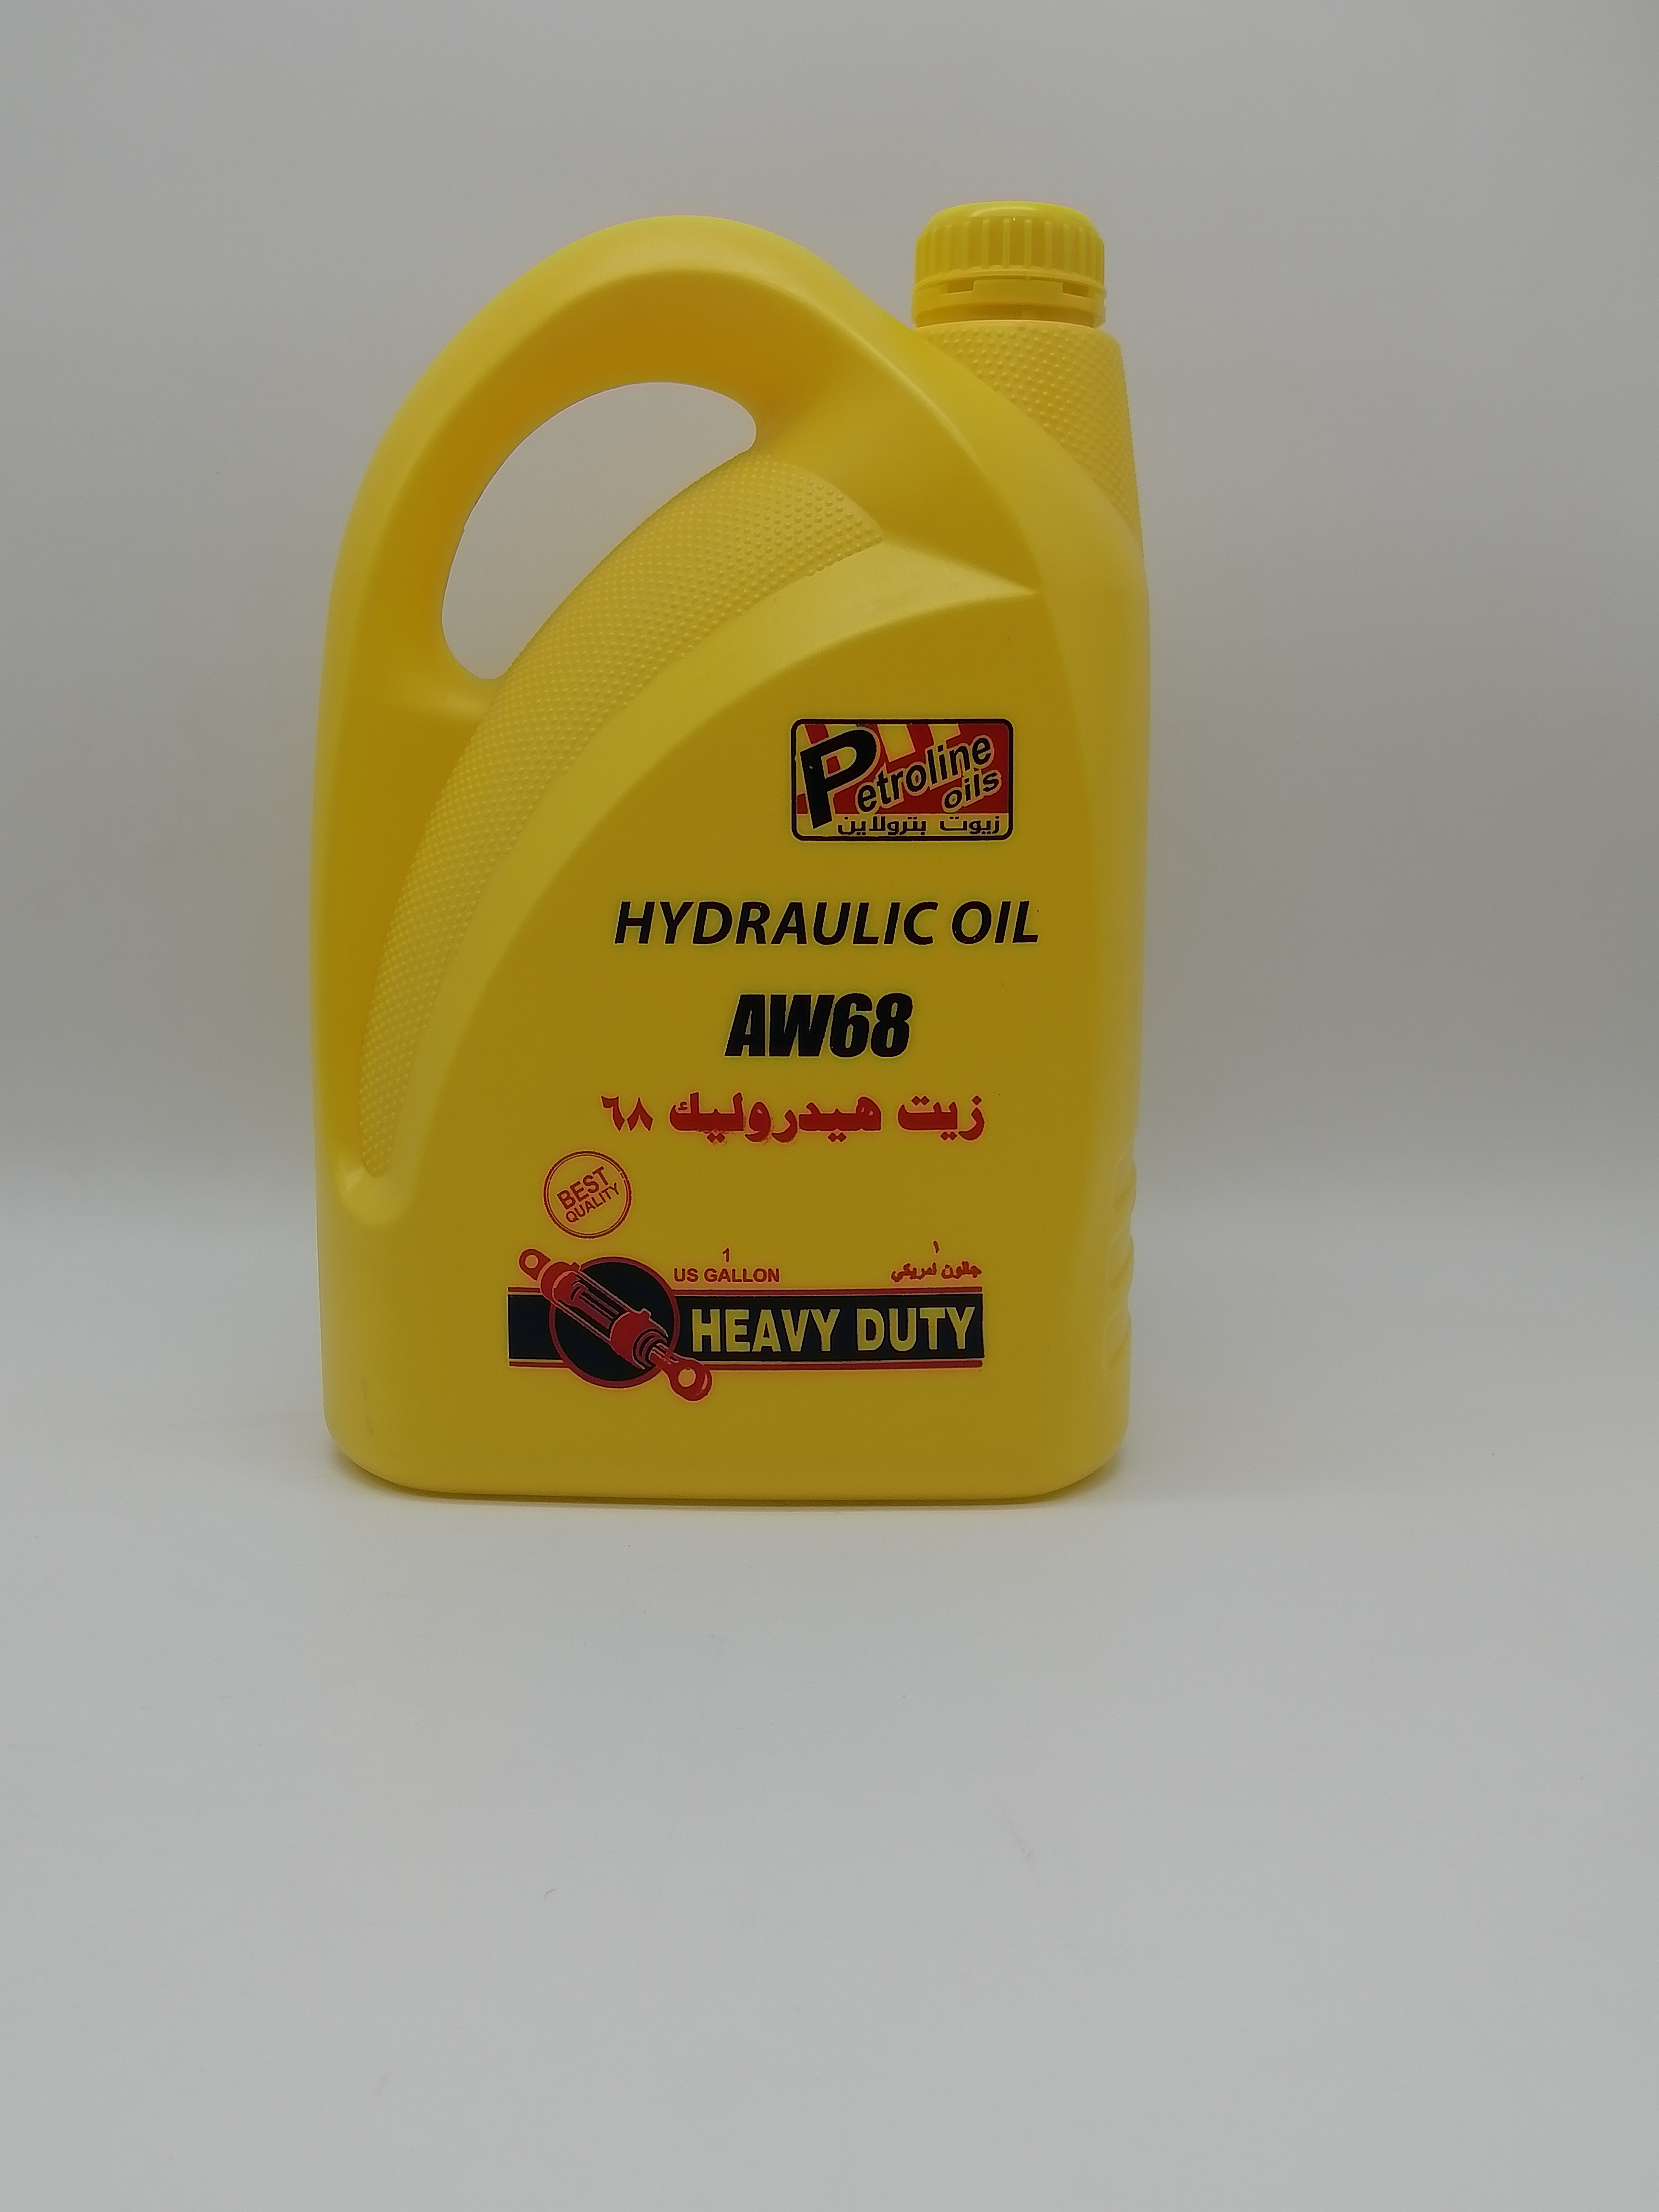 Petroline
oils
زيوت بترولاين
HYDRAULIC OIL
AW68
زيت هيدروليك ٦٨
BEST
QUALITY
1
US GALLON
١
جالون امريكي
HEAVY DUTY